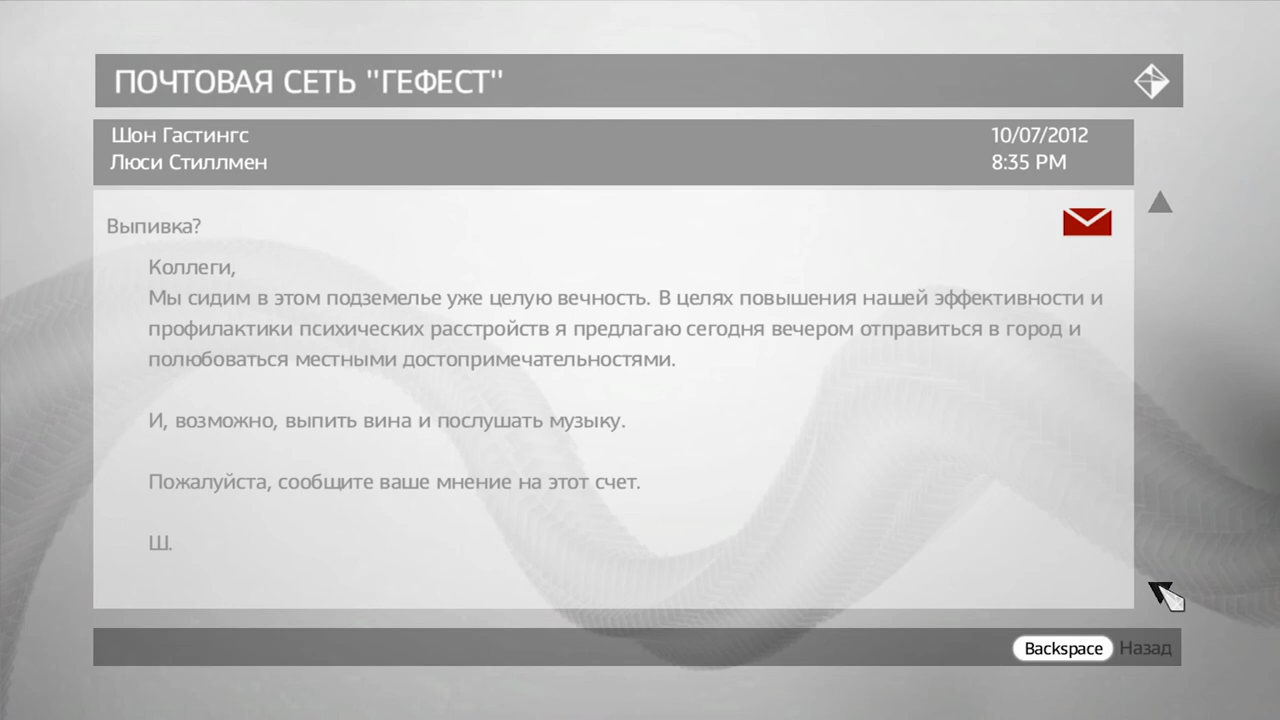 ПОЧТОВАЯ СЕТЬ "ГЕФЕСТ"
Шон Гастингс 10/07/2012
Люси Стиллмен 8:35 PM
Выпивка?
Коллеги,
Мы сидим в этом подземелье уже целую вечность. В целях повышения нашей эффективности и
профилактики психических расстройств я предлагаю сегодня вечером отправиться в город и
полюбоваться местными достопримечательностями.
И, возможно, выпить вина и послушать музыку.
Пожалуйста, сообщите ваше мнение на этот счет.
Ш.
Backspace Назад